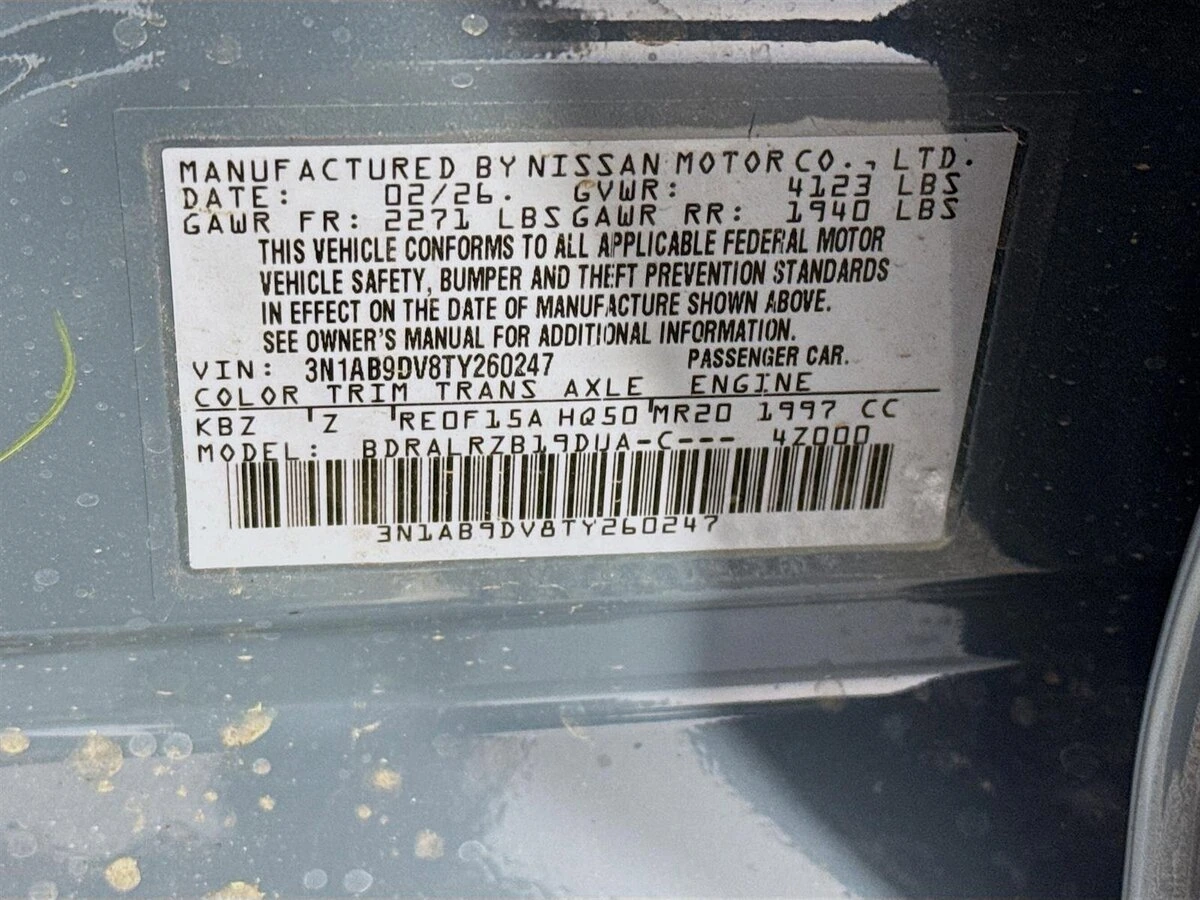 MANUFACTURED BY NISSAN MOTOR CO., LTD.
DATE: 02/26. GVWR: 4123 LBS
GAWR FR: 2271 LBS GAWR RR: 1940 LBS
THIS VEHICLE CONFORMS TO ALL APPLICABLE FEDERAL MOTOR
VEHICLE SAFETY, BUMPER AND THEFT PREVENTION STANDARDS
IN EFFECT ON THE DATE OF MANUFACTURE SHOWN ABOVE.
SEE OWNER'S MANUAL FOR ADDITIONAL INFORMATION.
VIN: 3N1AB9DV8TY260247 PASSENGER CAR.
COLOR TRIM TRANS AXLE ENGINE
KBZ Z RE0F15A HQ50 MR20 1997 CC
MODEL: BDRALRZB19DUA-C--- 4Z000
3N1AB9DV8TY260247